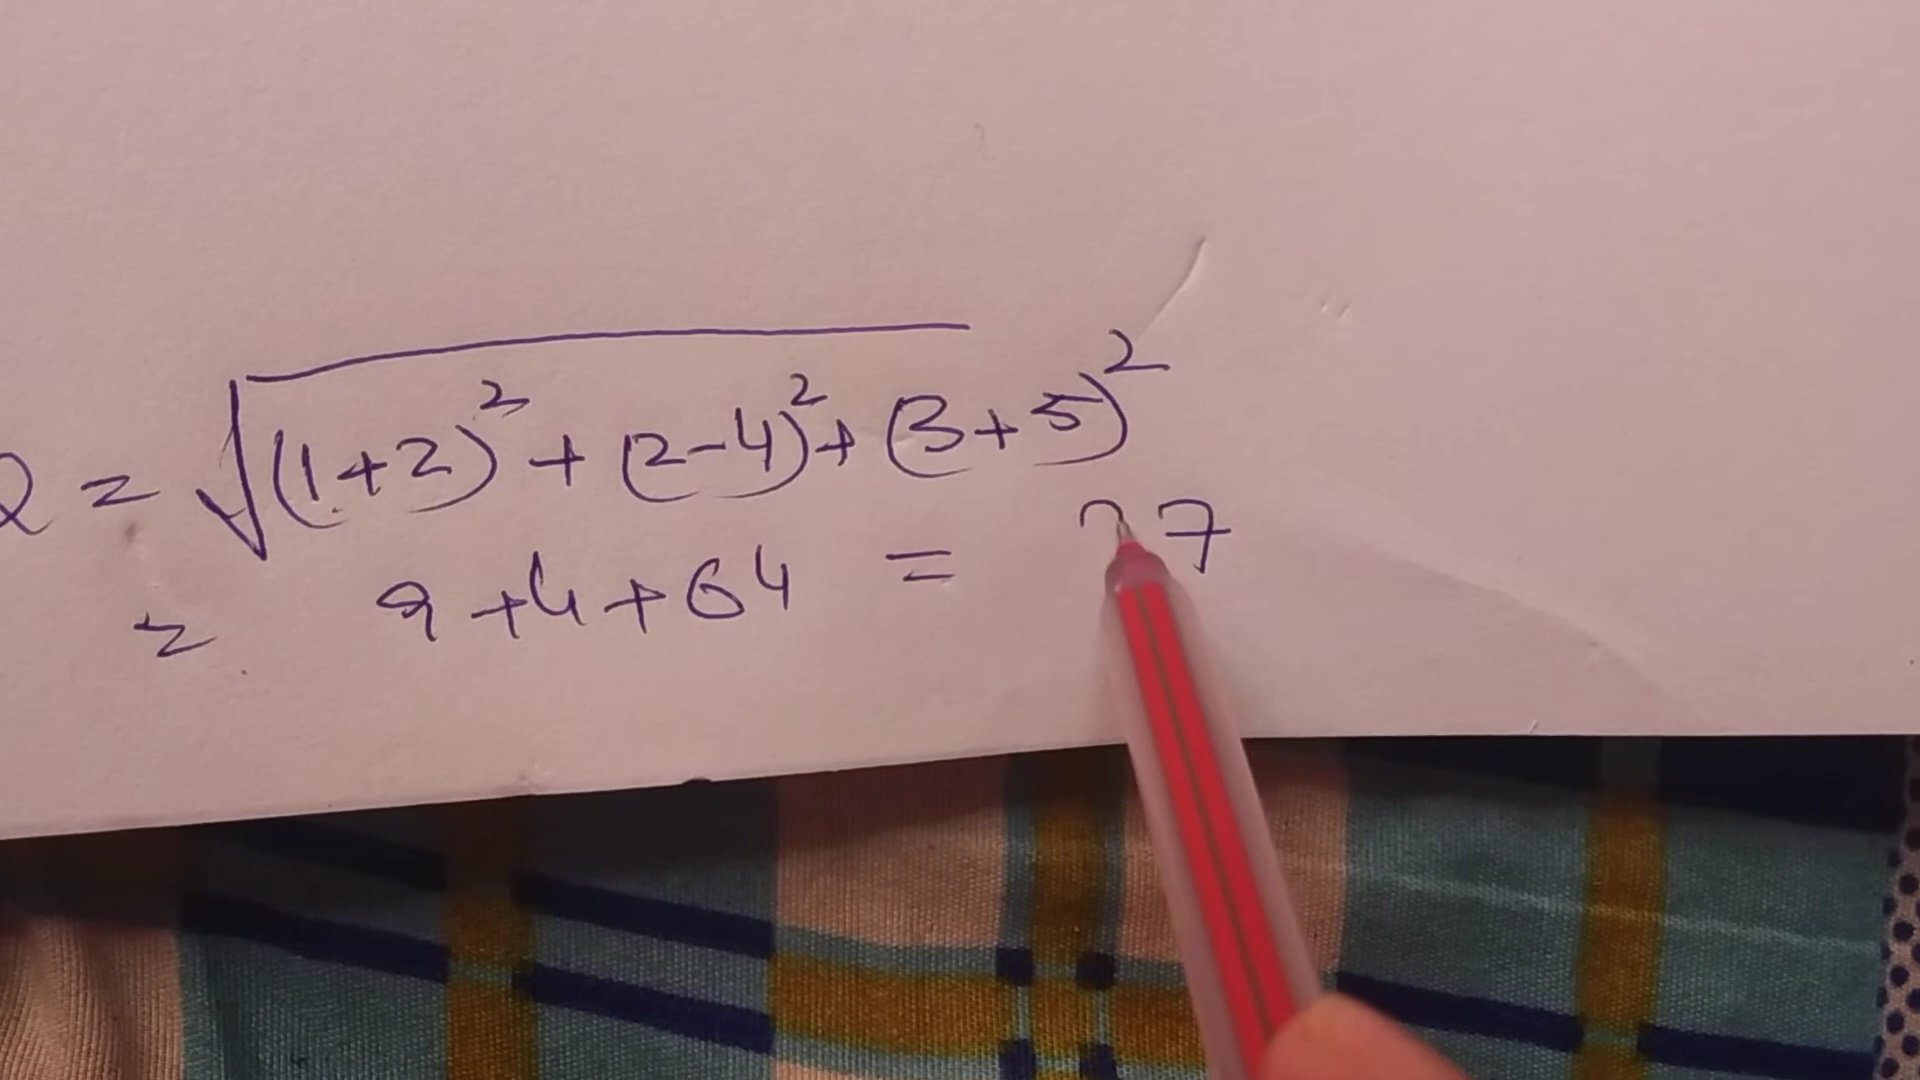 Q = √(1+2)² + (2-4)² + (3+5)²
= 9+4+64 = 7